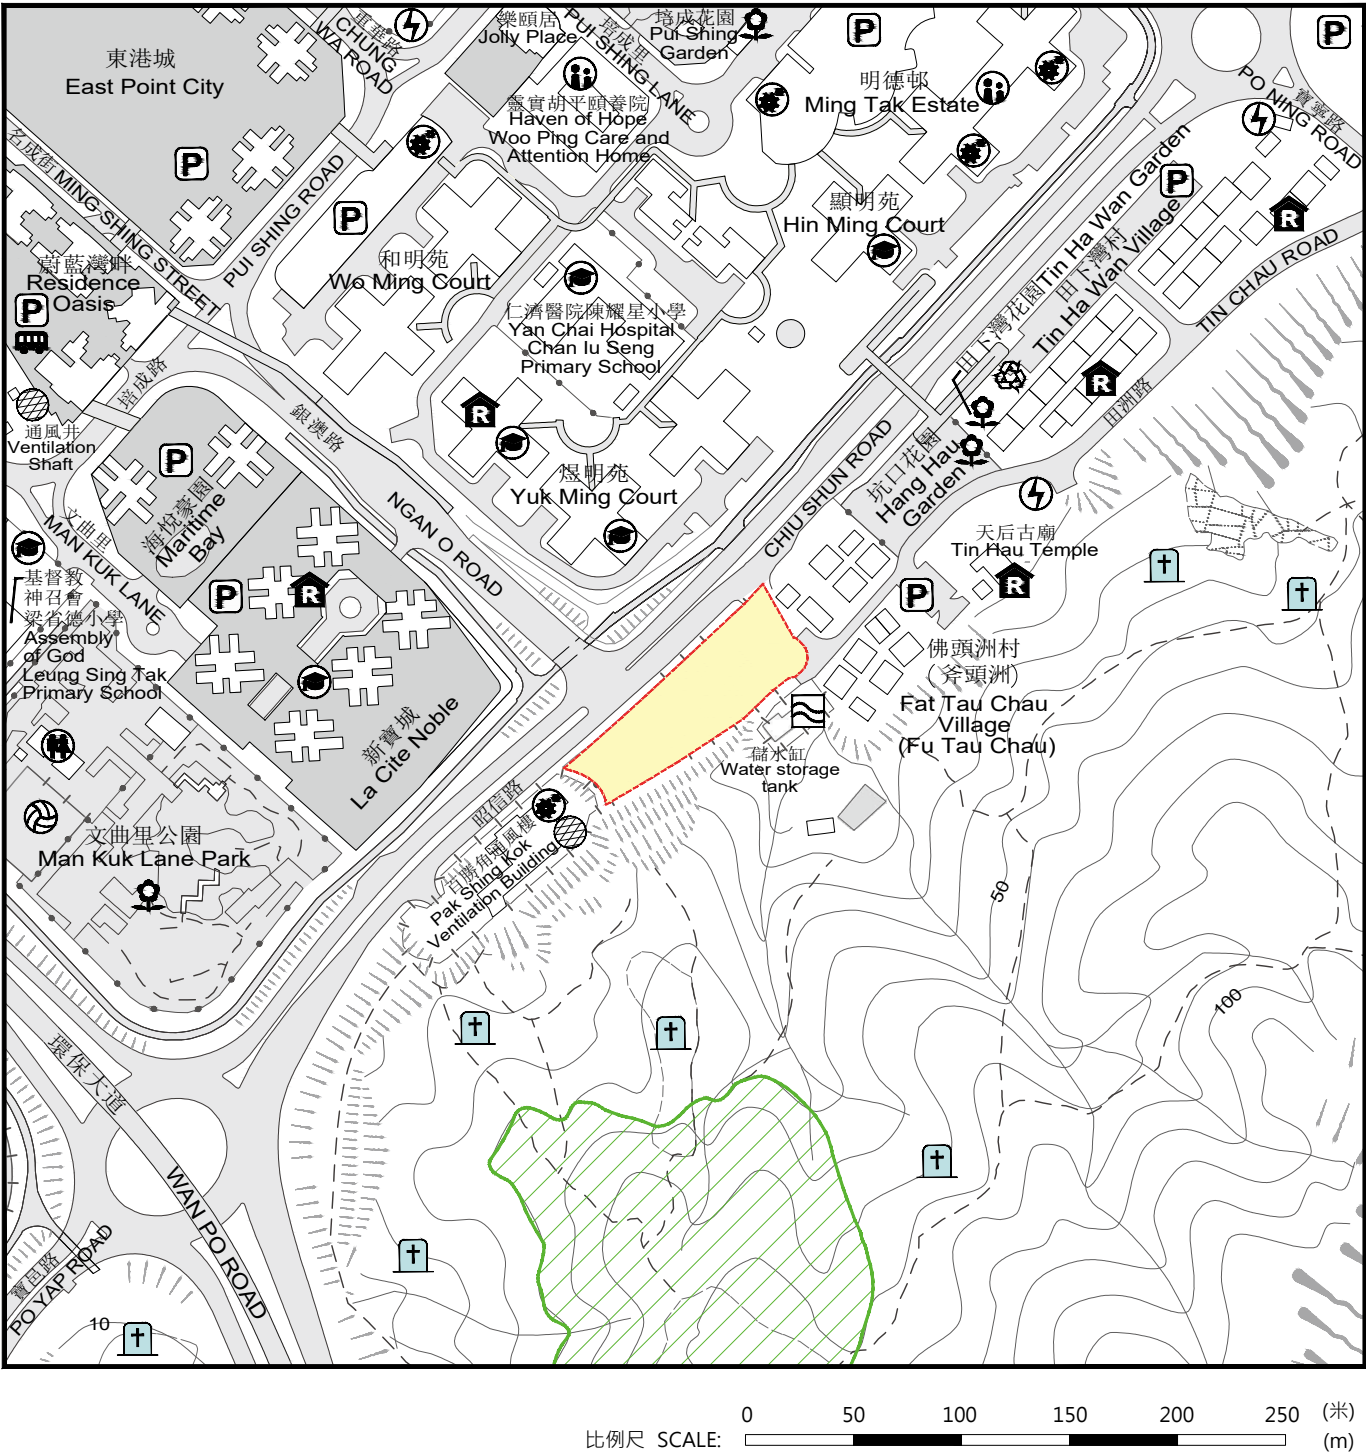 東港城
East Point City
重華路
CHUNG
WA ROAD
樂頤居
Jolly Place
培成里
PUI SHING LANE
培成花園
Pui Shing
Garden
明德邨
Ming Tak Estate
寶寧路
PO NING ROAD
靈實胡平頤養院
Haven of Hope
Woo Ping Care and
Attention Home
名成街
MING SHING STREET
PUI SHING ROAD
顯明苑
Hin Ming Court
和明苑
Wo Ming Court
蔚藍灣畔
Residence
Oasis
仁濟醫院陳耀星小學
Yan Chai Hospital
Chan Iu Seng
Primary School
田下灣花園
Tin Ha Wan Garden
田下灣村
Tin Ha Wan Village
TIN CHAU ROAD
田洲路
培成路
銀澳路
NGAN O ROAD
通風井
Ventilation
Shaft
煜明苑
Yuk Ming Court
CHIU SHUN ROAD
坑口花園
Hang Hau
Garden
天后古廟
Tin Hau Temple
海悅豪園
Maritime
Bay
文曲里
MAN KUK LANE
基督教
神召會
梁省德小學
Assembly
of God
Leung Sing Tak
Primary School
佛頭洲村
(斧頭洲)
Fat Tau Chau
Village
(Fu Tau Chau)
新寶城
La Cite Noble
儲水缸
Water storage
tank
昭信路
百勝角通風樓
Pak Shing Kok
Ventilation Building
文曲里公園
Man Kuk Lane Park
50
100
環保大道
WAN PO ROAD
寶邑路
PO YAP ROAD
10
比例尺 SCALE:
0 50 100 150 200 250 (米)
(m)
P
P
P
P
P
P
P
P
P
P
R
R
R
R
R